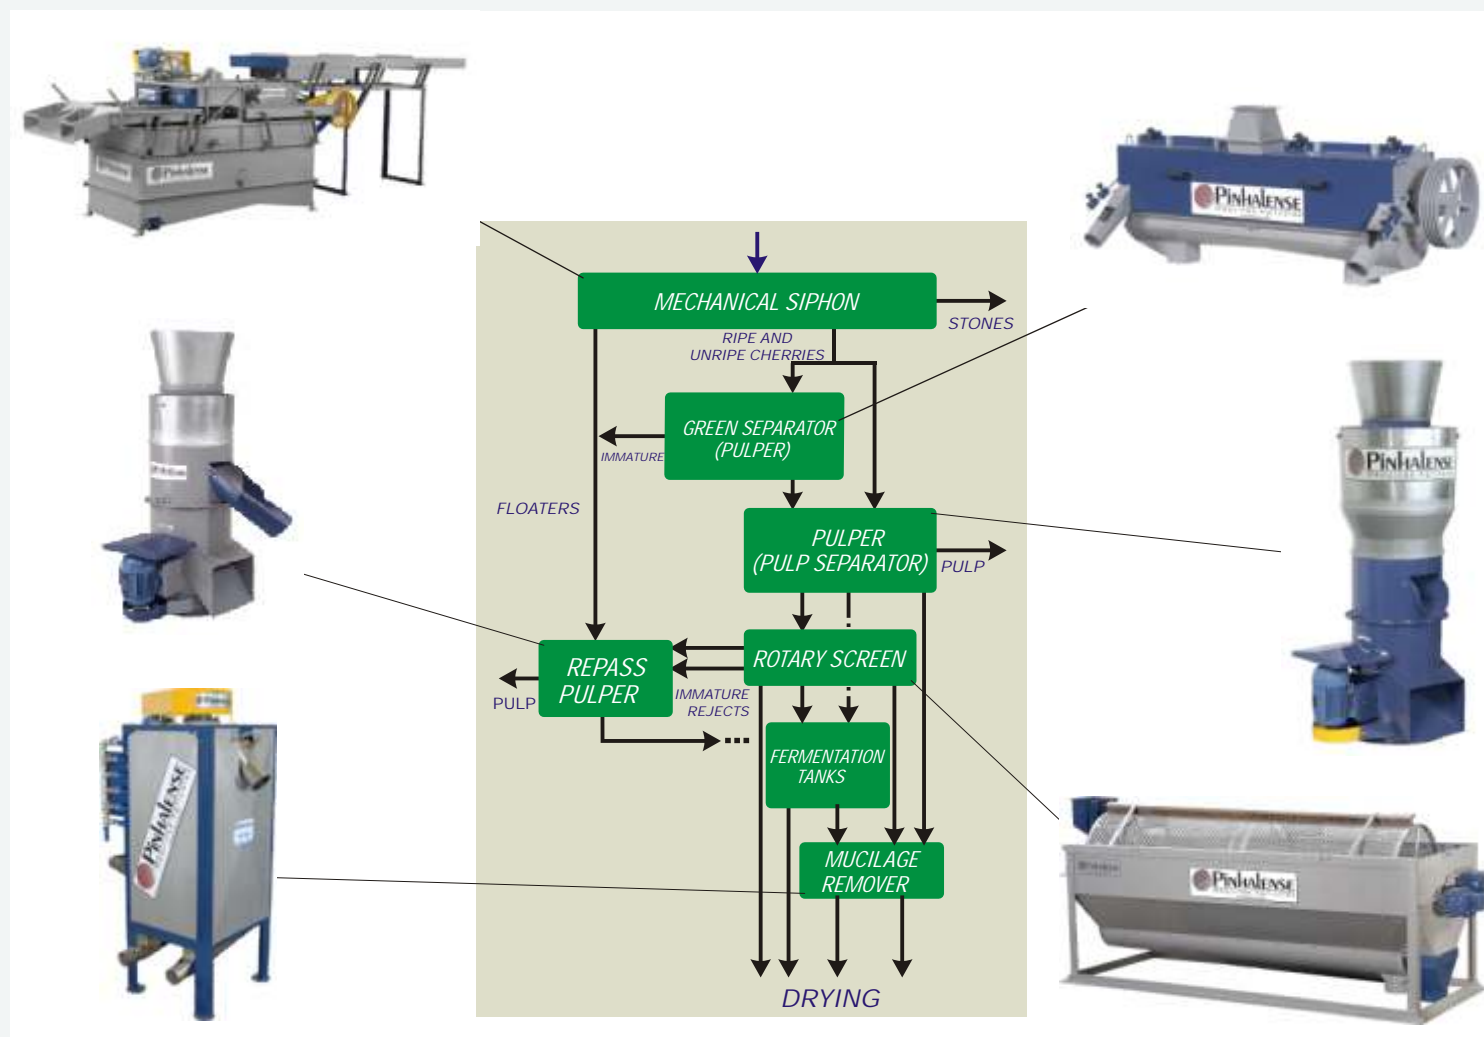 PINHALENSE
PINHALENSE
MECHANICAL SIPHON
STONES
RIPE AND
UNRIPE CHERRIES
GREEN SEPARATOR
(PULPER)
IMMATURE
PINHALENSE
FLOATERS
PULPER
(PULP SEPARATOR)
PULP
REPASS
PULPER
ROTARY SCREEN
PULP
IMMATURE
REJECTS
FERMENTATION
TANKS
PINHALENSE
MUCILAGE
REMOVER
PINHALENSE
DRYING